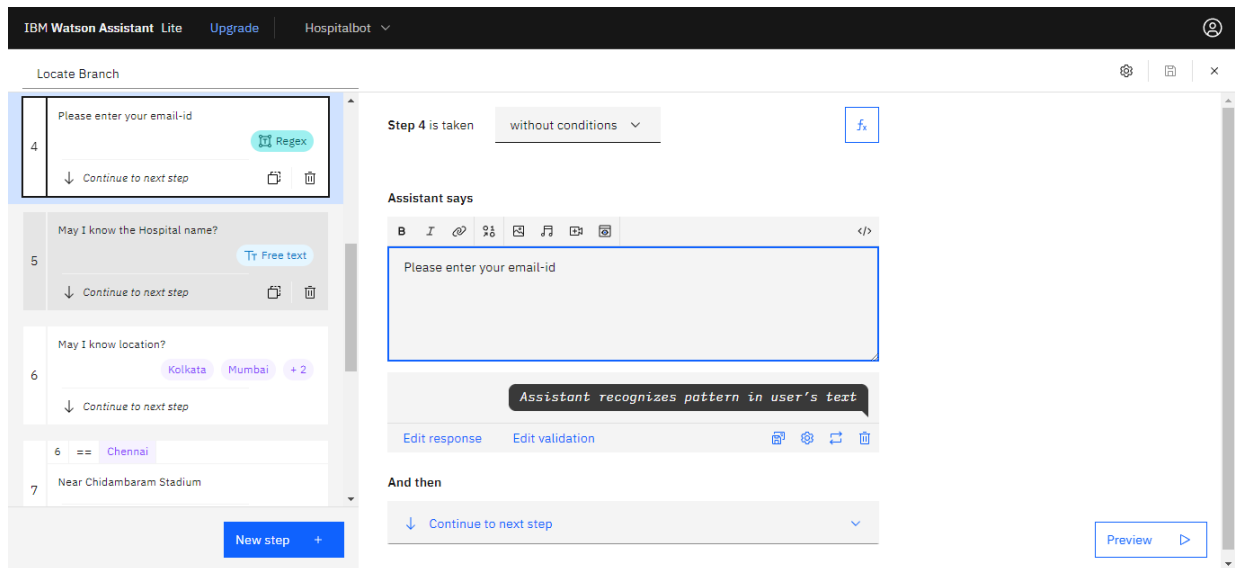 IBM Watson Assistant Lite Upgrade Hospitalbot
Locate Branch
4
Please enter your email-id
Regex
Continue to next step
5
May I know the Hospital name?
Free text
Continue to next step
6
May I know location?
Kolkata Mumbai + 2
Continue to next step
7
6 == Chennai
Near Chidambaram Stadium
New step +
Step 4 is taken without conditions
fx
Assistant says
B I </>
Please enter your email-id
Assistant recognizes pattern in user's text
Edit response Edit validation
And then
Continue to next step
Preview